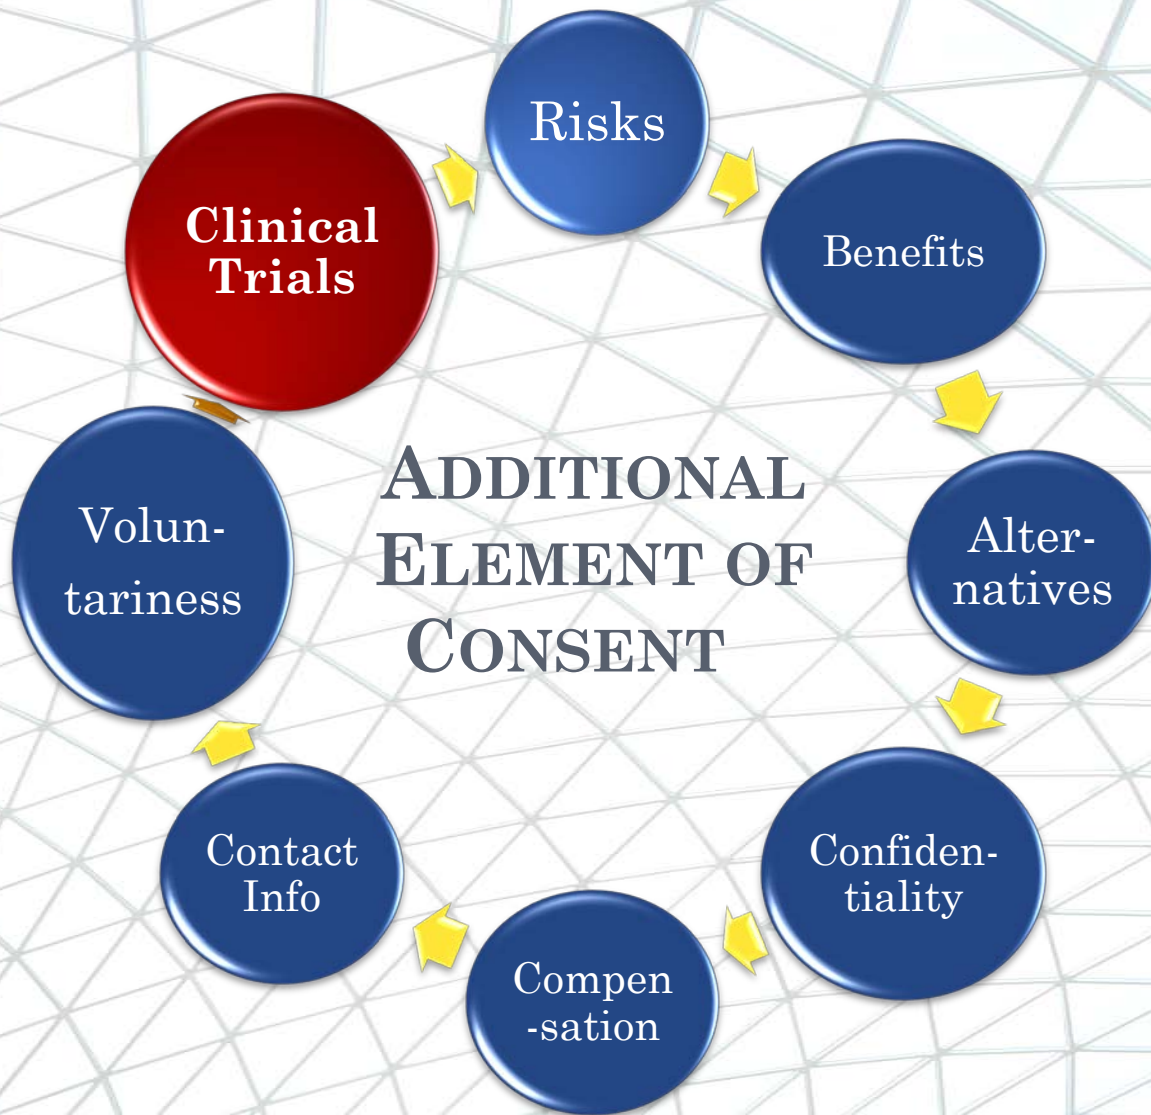 Risks
Clinical
Trials
Benefits
ADDITIONAL
ELEMENT OF
CONSENT
Alter-
natives
Volun-
tariness
Confiden-
tiality
Contact
Info
Compen
-sation